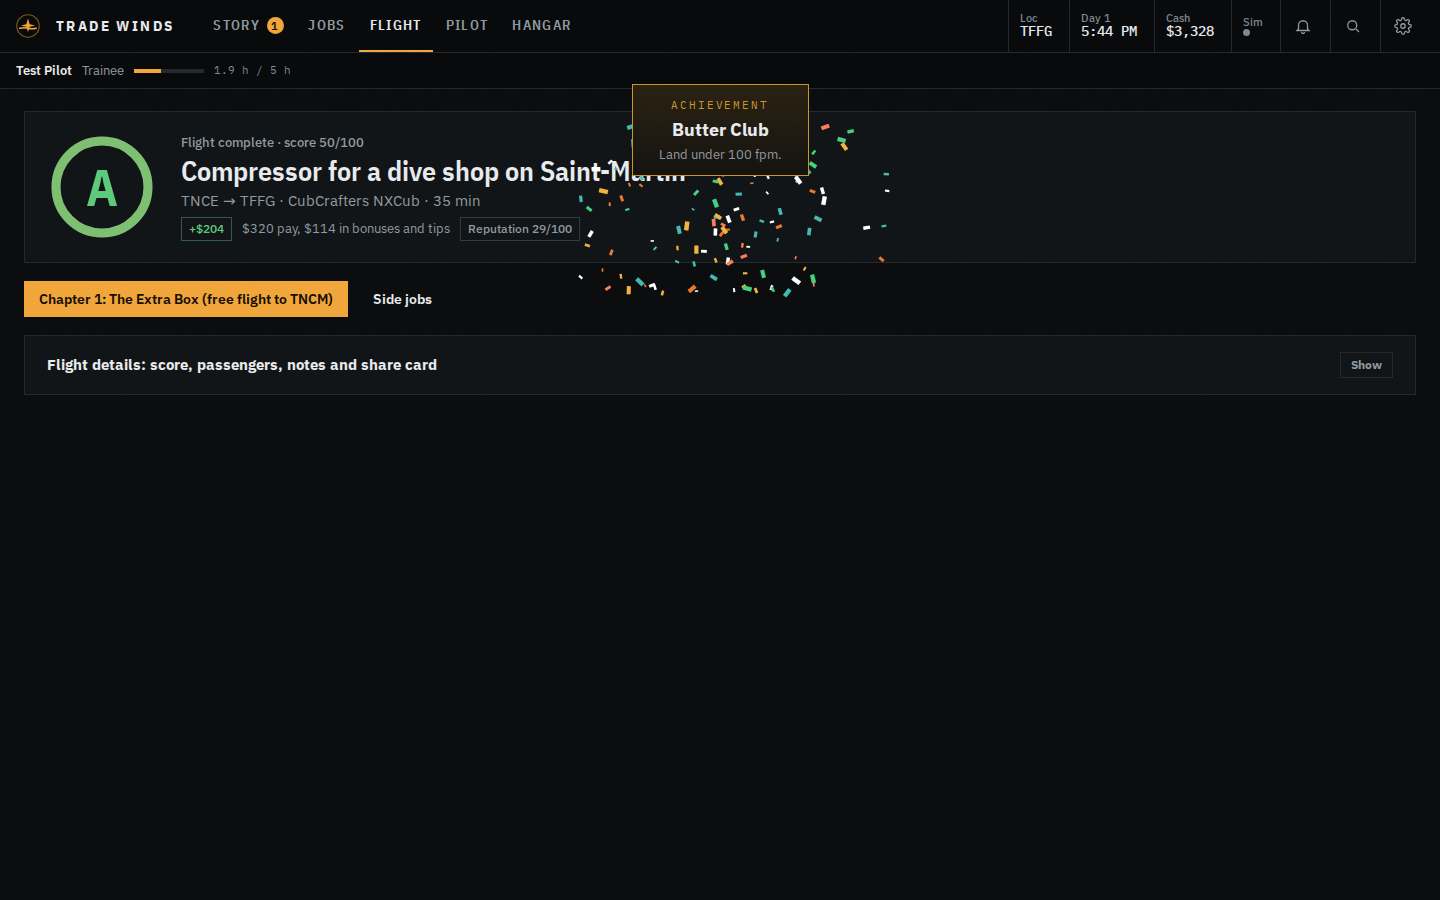 TRADE WINDS
STORY 1
JOBS
FLIGHT
PILOT
HANGAR
Loc
TFFG
Day 1
5:44 PM
Cash
$3,328
Sim
Test Pilot Trainee 1.9 h / 5 h
ACHIEVEMENT
Butter Club
Land under 100 fpm.
A
Flight complete · score 50/100
Compressor for a dive shop on Saint-Martin
TNCE → TFFG · CubCrafters NXCub · 35 min
+$204 $320 pay, $114 in bonuses and tips Reputation 29/100
Chapter 1: The Extra Box (free flight to TNCM) Side jobs
Flight details: score, passengers, notes and share card Show